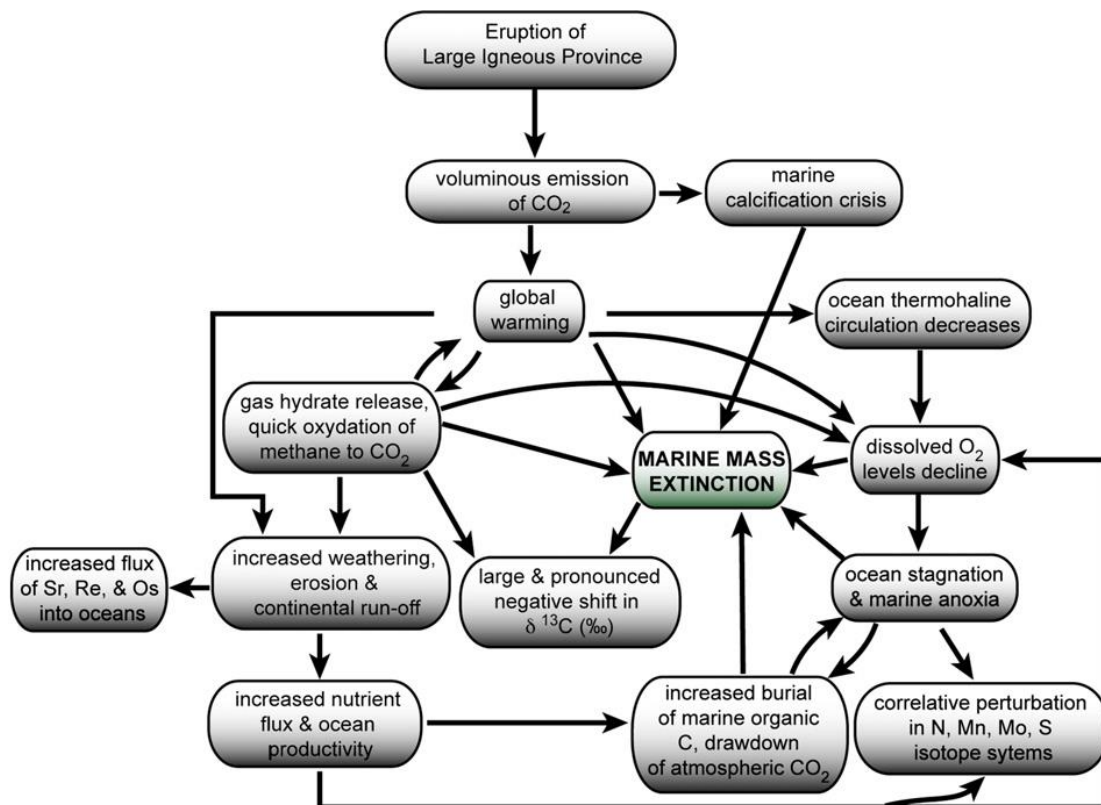 Eruption of
Large Igneous Province
voluminous emission
of CO₂
marine
calcification crisis
global
warming
ocean thermohaline
circulation decreases
gas hydrate release,
quick oxydation of
methane to CO₂
MARINE MASS
EXTINCTION
dissolved O₂
levels decline
increased flux
of Sr, Re, & Os
into oceans
increased weathering,
erosion &
continental run-off
large & pronounced
negative shift in
δ ¹³C (‰)
ocean stagnation
& marine anoxia
increased nutrient
flux & ocean
productivity
increased burial
of marine organic
C, drawdown
of atmospheric CO₂
correlative perturbation
in N, Mn, Mo, S
isotope sytems